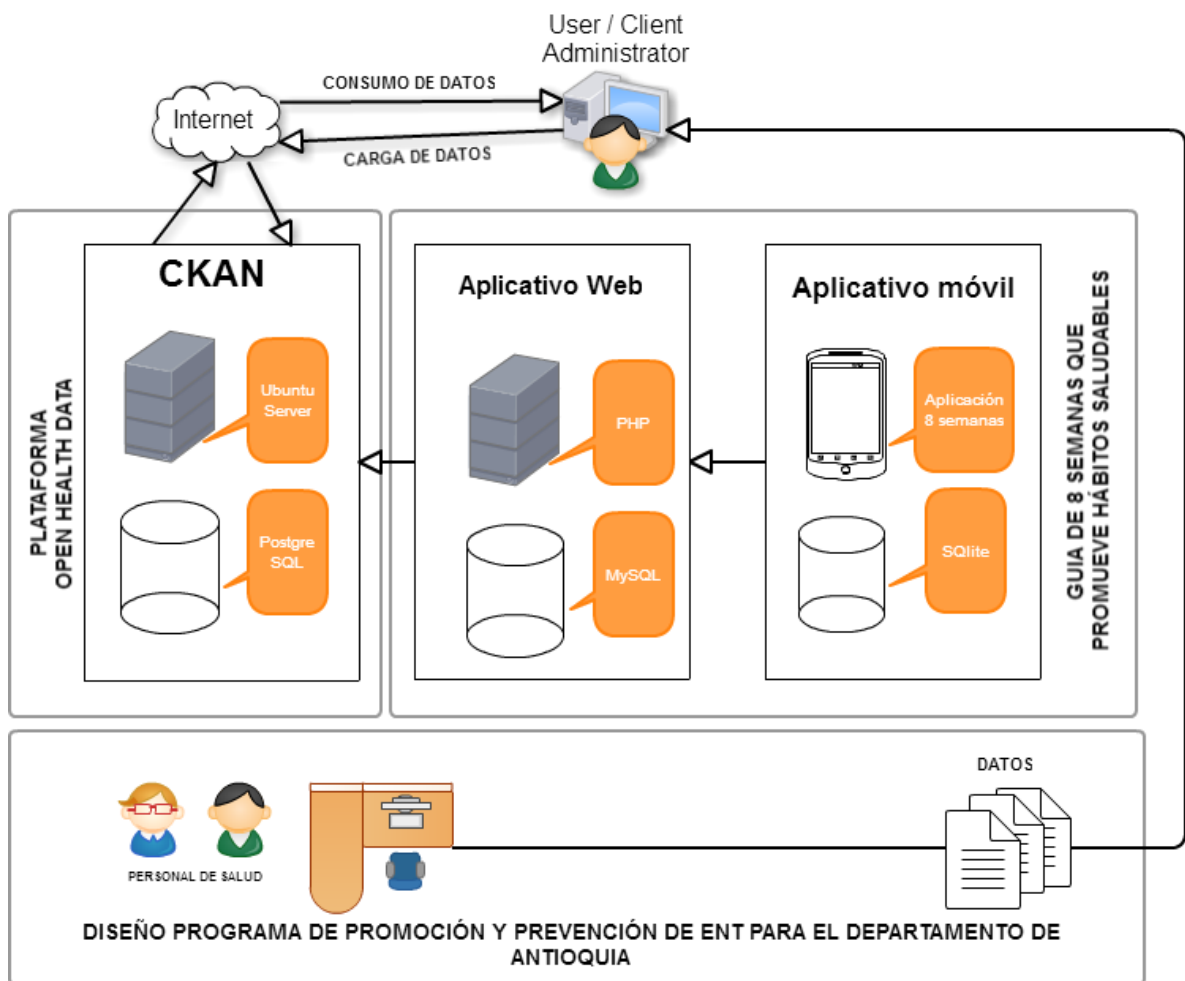 User / Client
Administrator
CONSUMO DE DATOS
Internet
CARGA DE DATOS
CKAN
Ubuntu
Server
Postgre
SQL
PLATAFORMA
OPEN HEALTH DATA
Aplicativo Web
PHP
MySQL
Aplicativo móvil
Aplicación
8 semanas
SQlite
GUIA DE 8 SEMANAS QUE
PROMUEVE HÁBITOS SALUDABLES
DATOS
PERSONAL DE SALUD
DISEÑO PROGRAMA DE PROMOCIÓN Y PREVENCIÓN DE ENT PARA EL DEPARTAMENTO DE
ANTIOQUIA